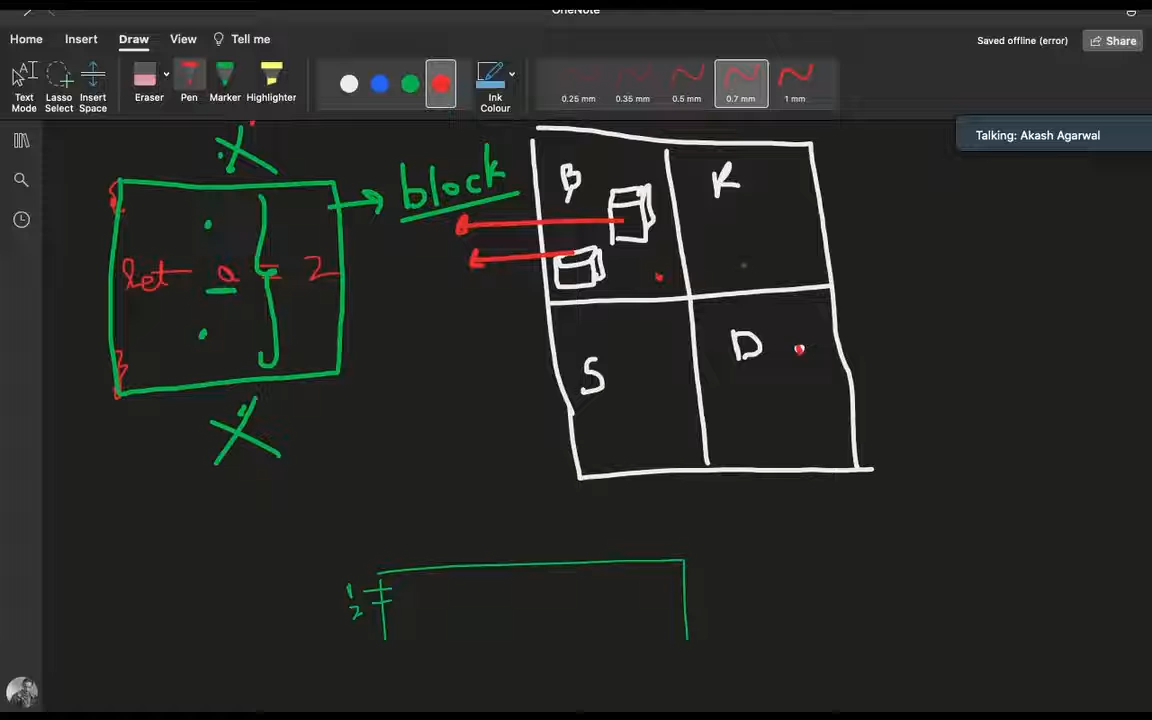 OneNote
Home Insert Draw View Tell me
Saved offline (error)
Share
Text Mode
Lasso Select
Insert Space
Eraser
Pen
Marker
Highlighter
Ink Colour
0.25 mm
0.35 mm
0.5 mm
0.7 mm
1 mm
Talking: Akash Agarwal
X
block
{
let a = 2
}
X
B
K
S
D
1
2